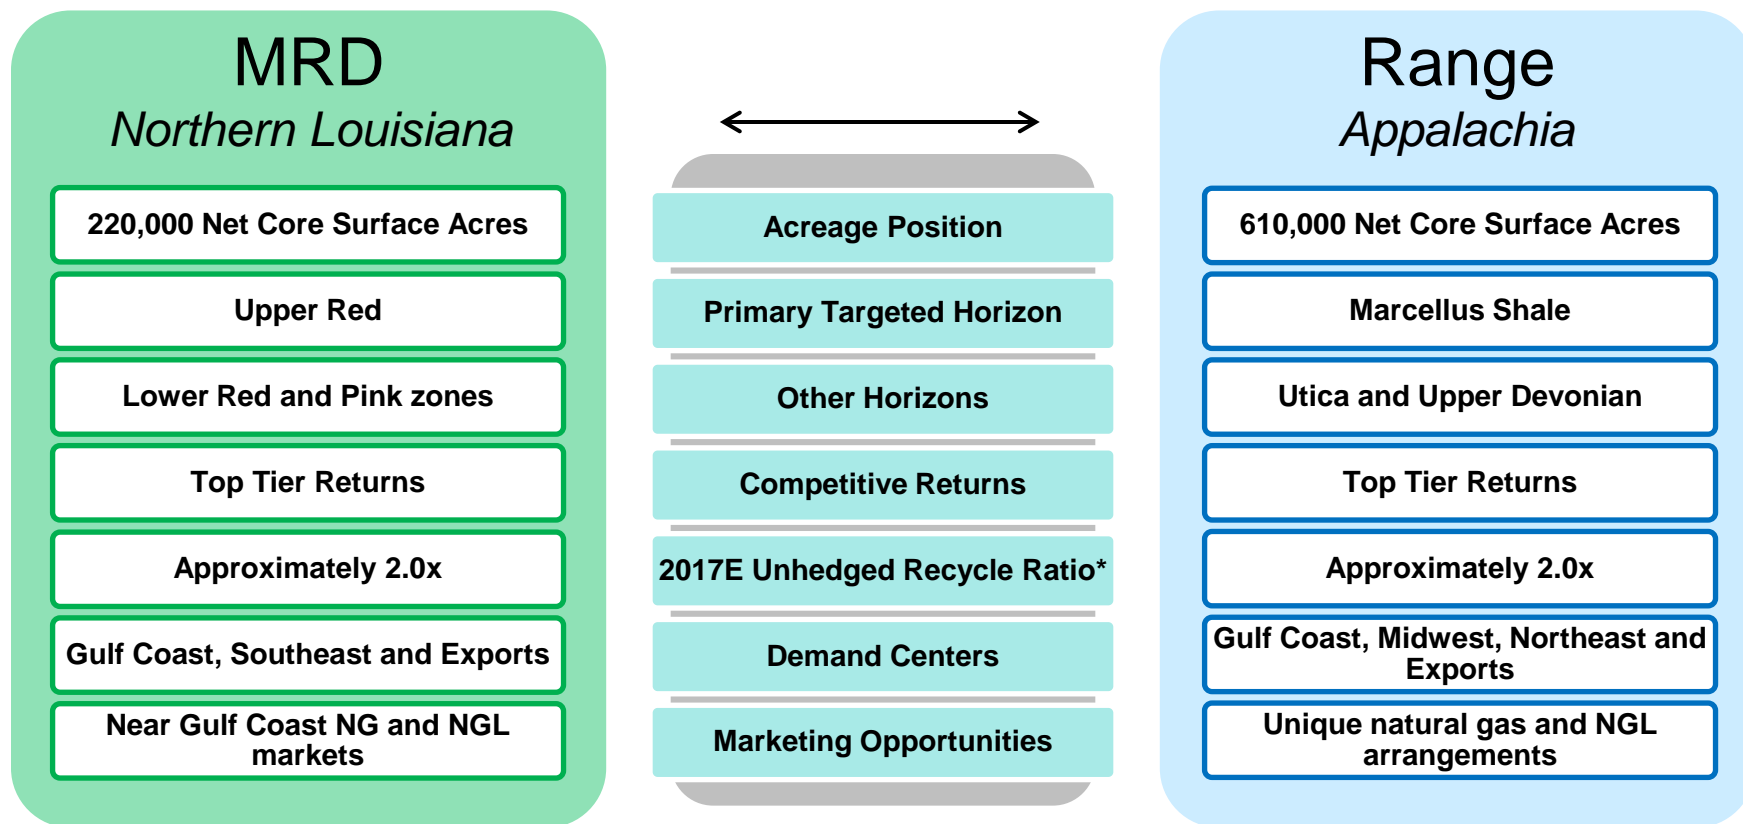 MRD
Northern Louisiana
220,000 Net Core Surface Acres
Upper Red
Lower Red and Pink zones
Top Tier Returns
Approximately 2.0x
Gulf Coast, Southeast and Exports
Near Gulf Coast NG and NGL
markets
Acreage Position
Primary Targeted Horizon
Other Horizons
Competitive Returns
2017E Unhedged Recycle Ratio*
Demand Centers
Marketing Opportunities
Range
Appalachia
610,000 Net Core Surface Acres
Marcellus Shale
Utica and Upper Devonian
Top Tier Returns
Approximately 2.0x
Gulf Coast, Midwest, Northeast and
Exports
Unique natural gas and NGL
arrangements